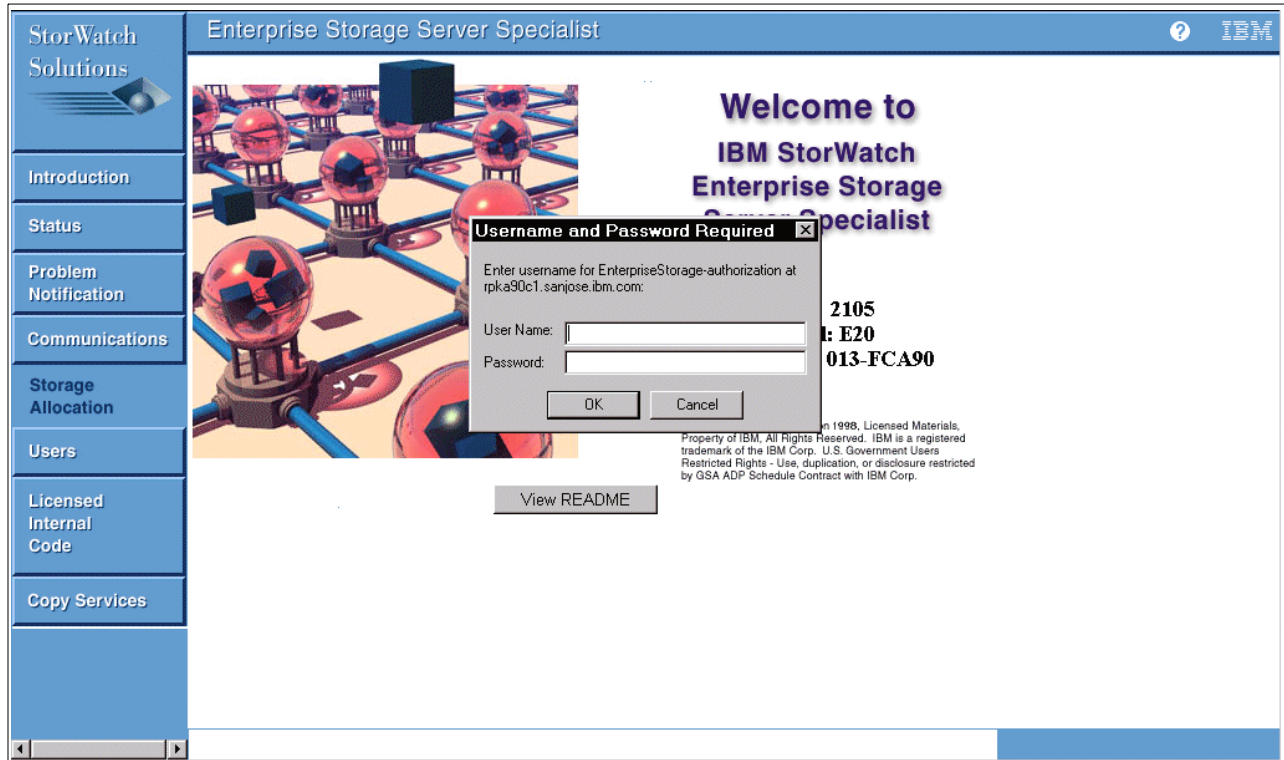 StorWatch
Solutions
Enterprise Storage Server Specialist
?
IBM
Introduction
Status
Problem
Notification
Communications
Storage
Allocation
Users
Licensed
Internal
Code
Copy Services
Welcome to
IBM StorWatch
Enterprise Storage
Specialist
Username and Password Required
Enter username for EnterpriseStorage-authorization at
rpka90c1.sanjose.ibm.com:
User Name:
Password:
OK
Cancel
2105
E20
013-FCA90
1998, Licensed Materials,
Property of IBM, All Rights Reserved. IBM is a registered
trademark of the IBM Corp. U.S. Government Users
Restricted Rights - Use, duplication, or disclosure restricted
by GSA ADP Schedule Contract with IBM Corp.
View README